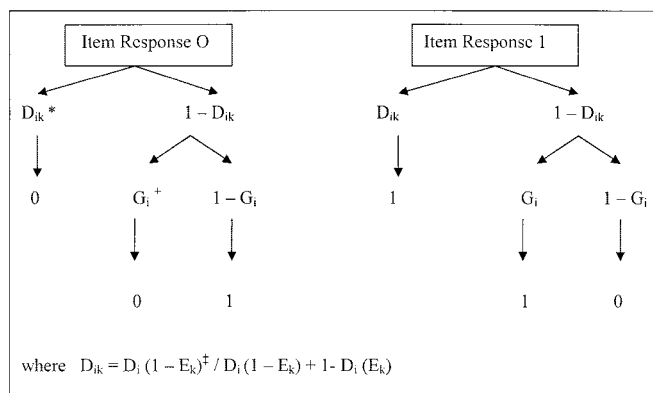 Item Response O Item Response 1
D_ik * 1 – D_ik D_ik 1 – D_ik
0 G_i ⁺ 1 – G_i 1 G_i 1 – G_i
0 1 1 0
where D_ik = D_i (1 – E_k)‡ / D_i (1 – E_k) + 1- D_i (E_k)